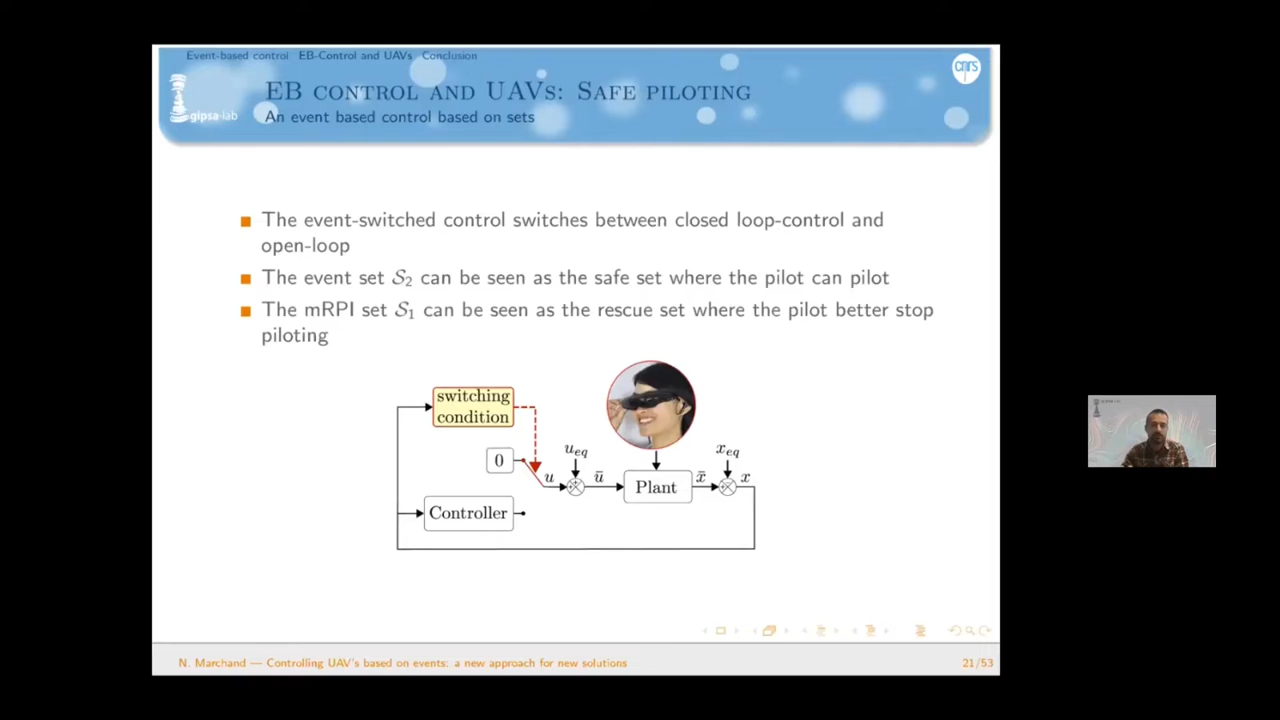 Event-based control EB-Control and UAVs Conclusion
EB CONTROL AND UAVS: SAFE PILOTING
An event based control based on sets
gipsa-lab
cnrs
The event-switched control switches between closed loop-control and
open-loop
The event set S₂ can be seen as the safe set where the pilot can pilot
The mRPI set S₁ can be seen as the rescue set where the pilot better stop
piloting
switching
condition
0
u
u_eq
ū
Plant
x̄
x_eq
x
Controller
N. Marchand — Controlling UAV's based on events: a new approach for new solutions
21/53